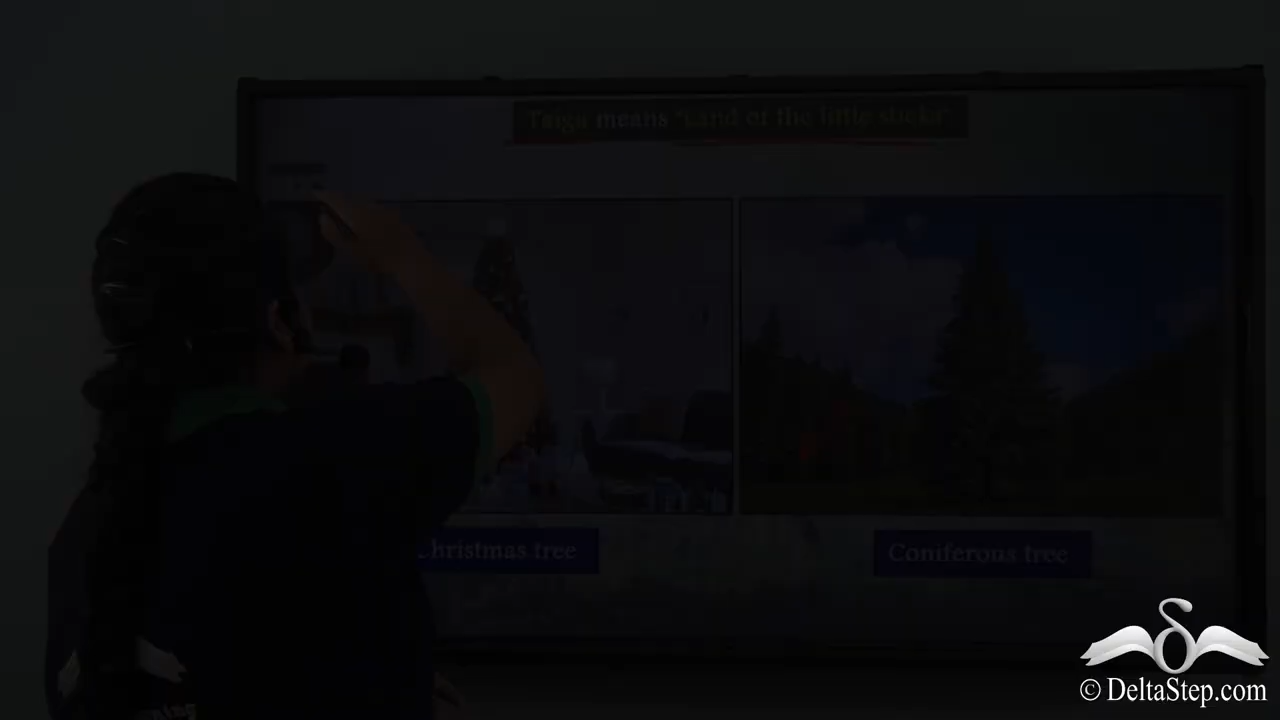 Taiga means "Land of the little sticks"
Christmas tree
Coniferous tree
© DeltaStep.com